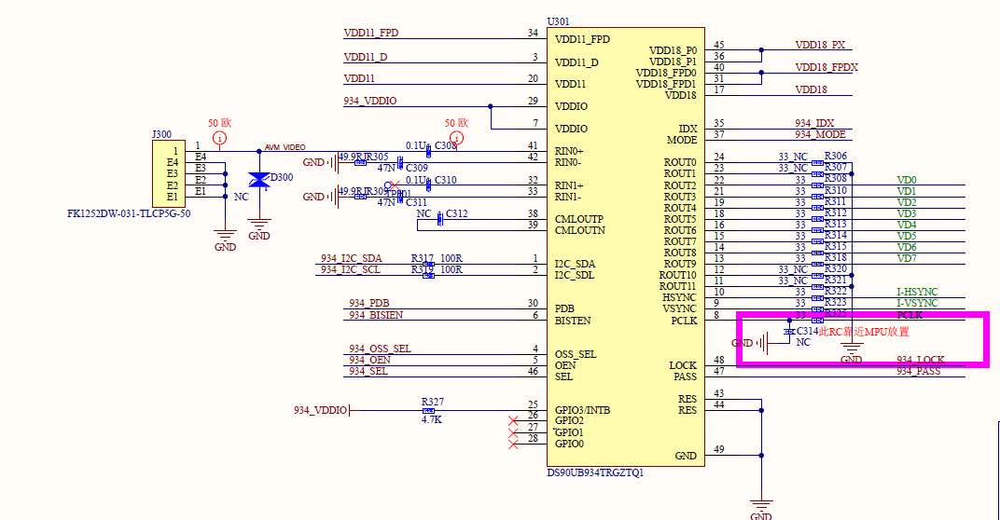 U301
VDD11_FPD 34 VDD11_FPD
VDD18_P0 45 VDD18_PX
VDD18_P1 36
VDD11_D 3 VDD11_D
VDD18_FPD0 40 VDD18_FPDX
VDD18_FPD1 31
VDD11 20 VDD11
VDD18 17 VDD18
934_VDDIO 29 VDDIO
7 VDDIO
IDX 35 934_IDX
MODE 37 934_MODE
50 欧
50 欧
J300
1 1 AVM_VIDEO 0.1U C308 41 RIN0+
E4 E4 GND 49.9R R305 42 RIN0-
47N C309
E3 E3
E2 E2 D300 0.1U C310 32 RIN1+
E1 E1 NC GND 49.9R 33 RIN1-
47N C311
FK1252DW-031-TLCP5G-50
GND
GND
NC C312 38 CMLOUTP
39 CMLOUTN
934_I2C_SDA R317 100R 1 I2C_SDA
934_I2C_SCL R319 100R 2 I2C_SDL
934_PDB 30 PDB
934_BISIEN 6 BISTEN
934_OSS_SEL 4 OSS_SEL
934_OEN 5 OEN
934_SEL 46 SEL
934_VDDIO R327 25 GPIO3/INTB
4.7K
26 GPIO2
27 GPIO1
28 GPIO0
ROUT0 24 33_NC R306
ROUT1 23 33_NC R307
ROUT2 22 33 R308 VD0
ROUT3 21 33 R310 VD1
ROUT4 19 33 R311 VD2
ROUT5 18 33 R312 VD3
ROUT6 16 33 R313 VD4
ROUT7 15 33 R314 VD5
ROUT8 14 33 R315 VD6
ROUT9 13 33 R318 VD7
ROUT10 12 33_NC R320
ROUT11 11 33_NC R321
HSYNC 10 33 R322 I-HSYNC
VSYNC 9 33 R323 I-VSYNC
PCLK 8 33 R325 PCLK
C314 此RC靠近MPU放置
GND NC
GND
LOCK 48 934_LOCK
PASS 47 934_PASS
RES 43
RES 44
GND 49
DS90UB934TRGZTQ1
GND